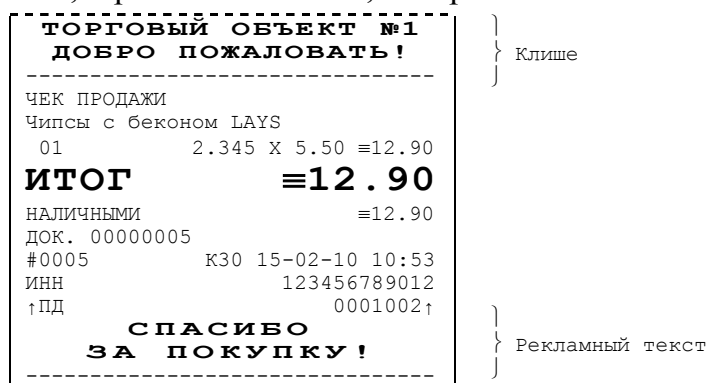 ТОРГОВЫЙ ОБЪЕКТ №1
ДОБРО ПОЖАЛОВАТЬ!
Клише
--------------------------------
ЧЕК ПРОДАЖИ
Чипсы с беконом LAYS
01 2.345 X 5.50 ≡12.90
ИТОГ ≡12.90
НАЛИЧНЫМИ ≡12.90
ДОК. 00000005
#0005 К30 15-02-10 10:53
ИНН 123456789012
↑ПД 0001002↑
СПАСИБО
ЗА ПОКУПКУ!
Рекламный текст
--------------------------------